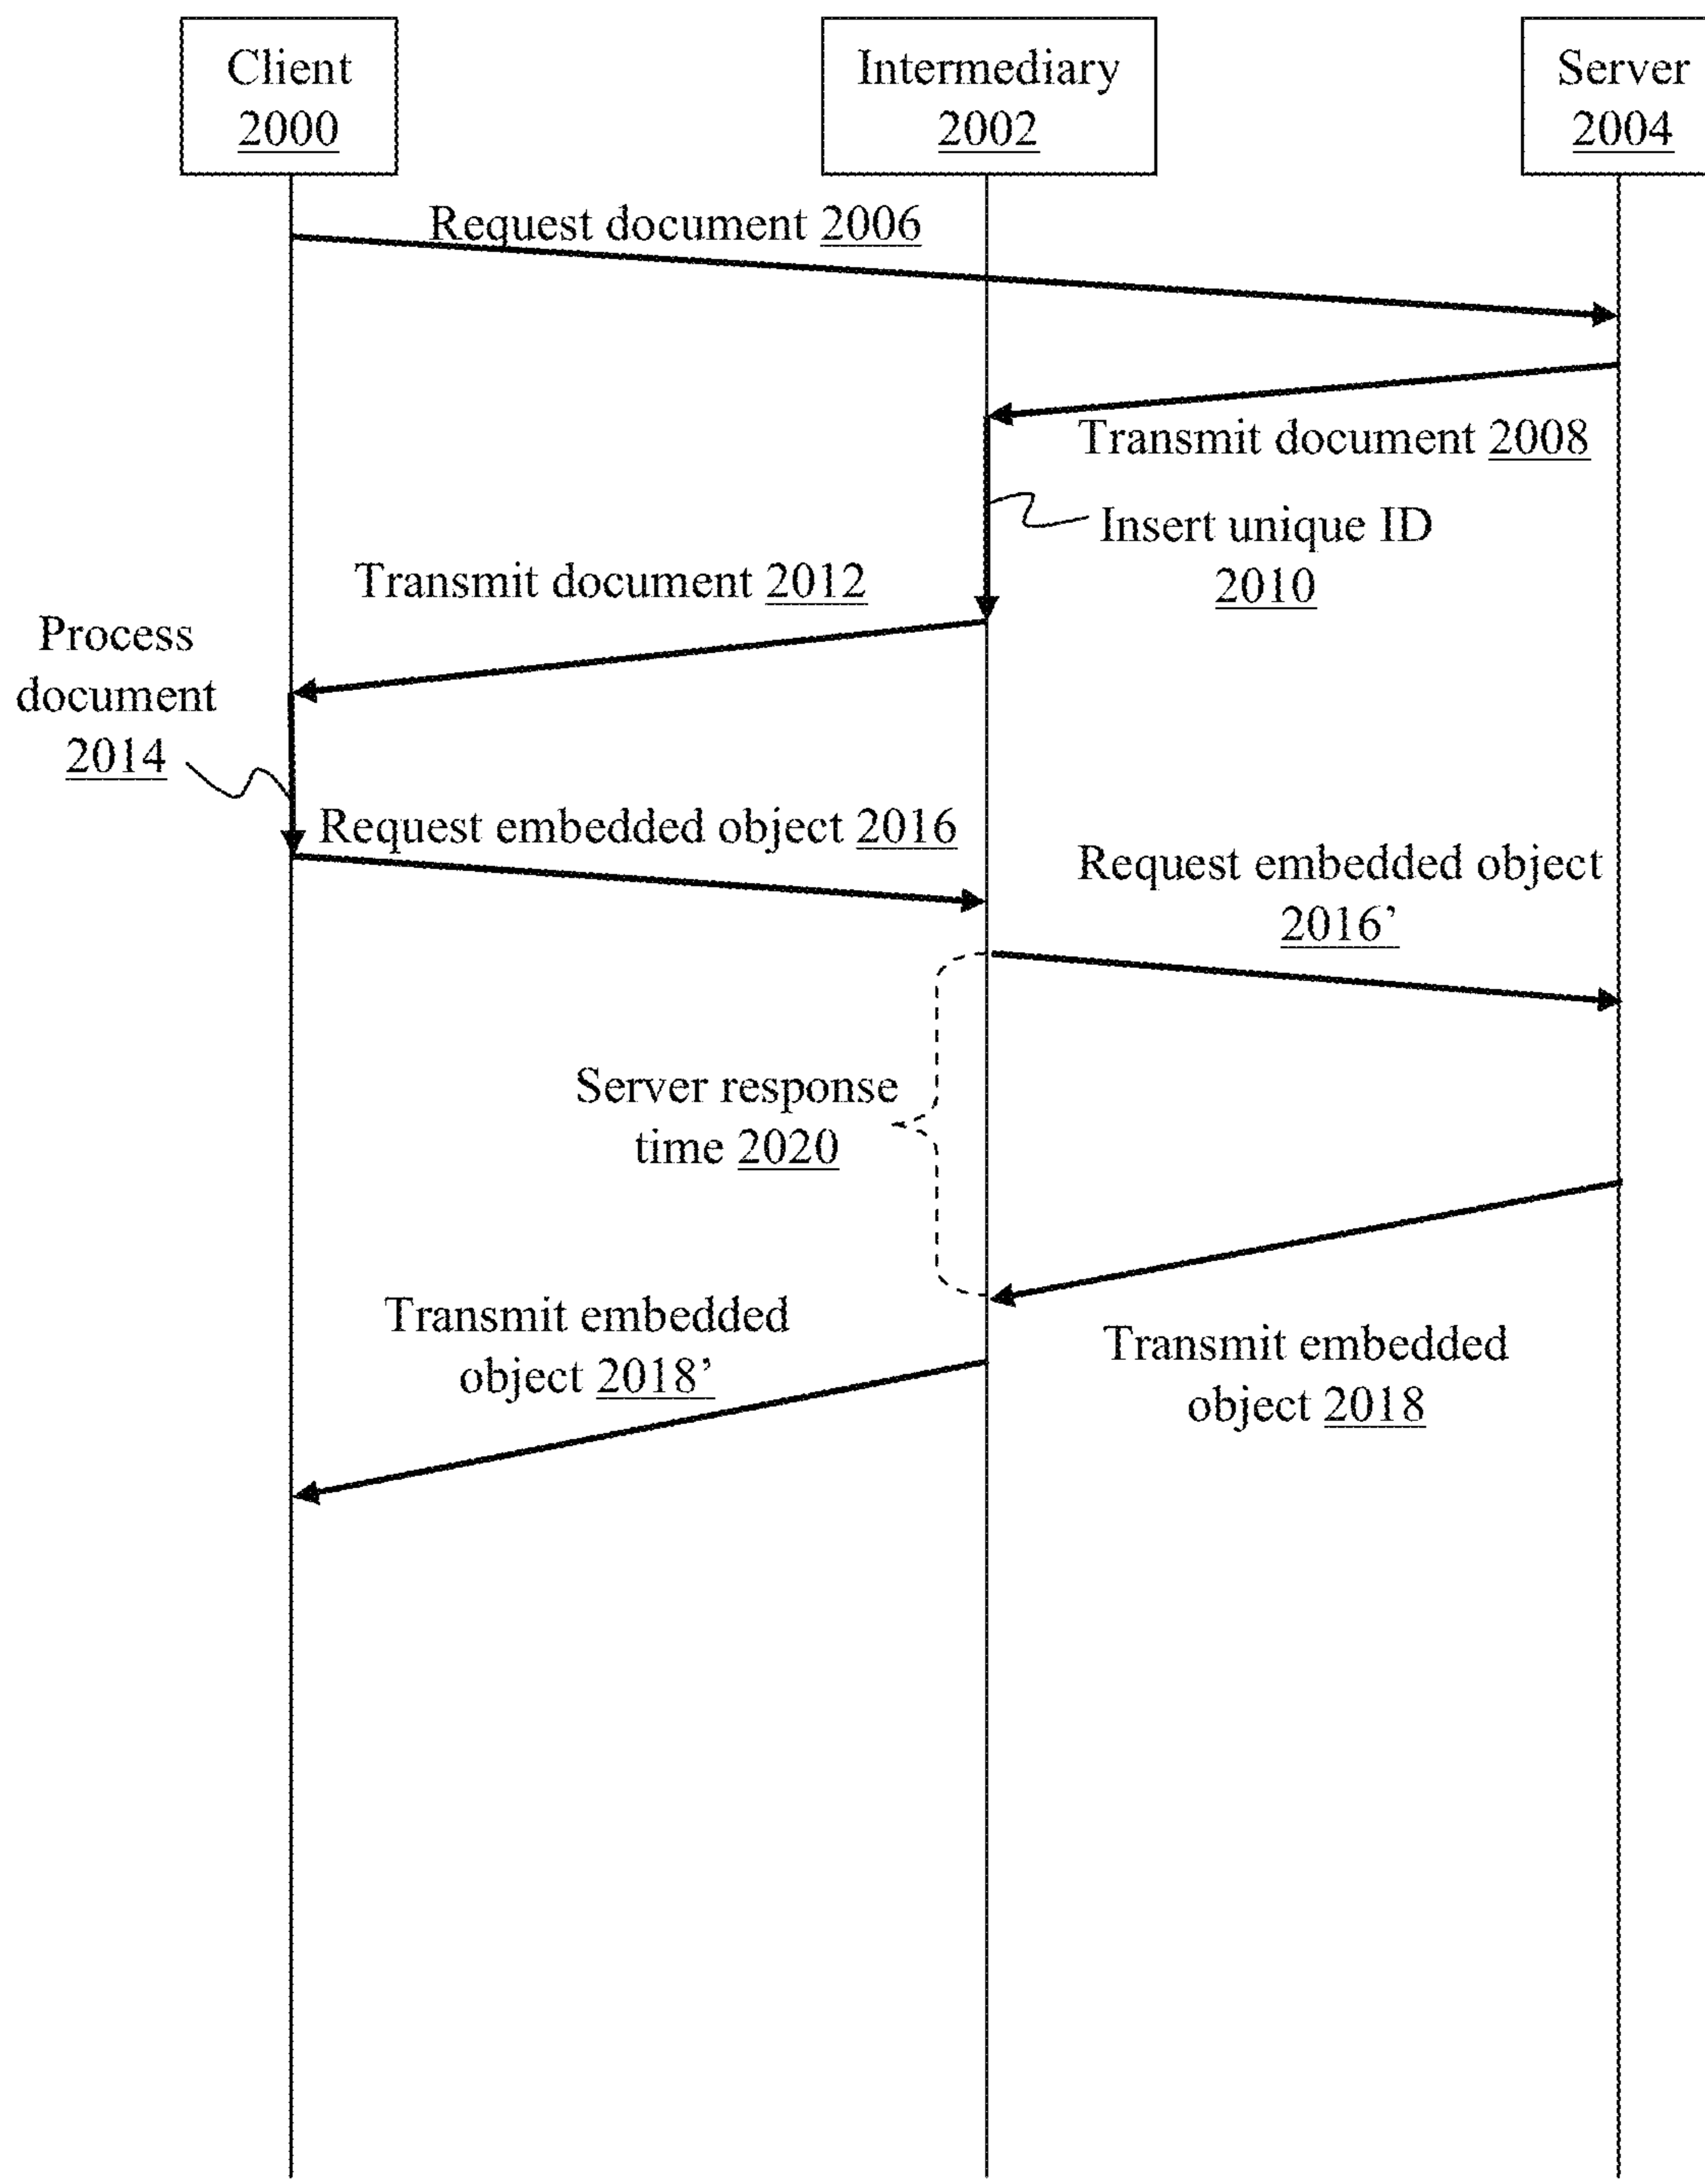 Client
2000
Intermediary
2002
Server
2004
Request document 2006
Transmit document 2008
Insert unique ID
2010
Transmit document 2012
Process
document
2014
Request embedded object 2016
Request embedded object
2016’
Server response
time 2020
Transmit embedded
object 2018’
Transmit embedded
object 2018